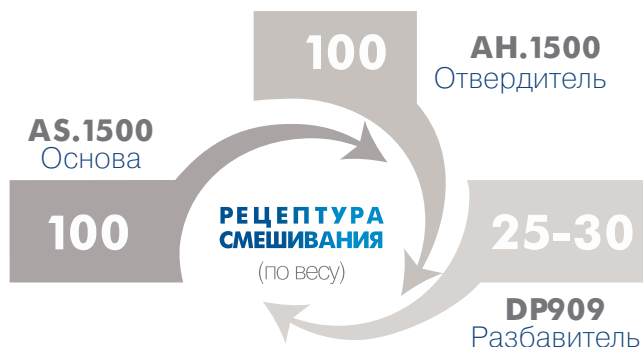 AS.1500
Основа
100
100
AH.1500
Отвердитель
РЕЦЕПТУРА
СМЕШИВАНИЯ
(по весу)
25-30
DP909
Разбавитель